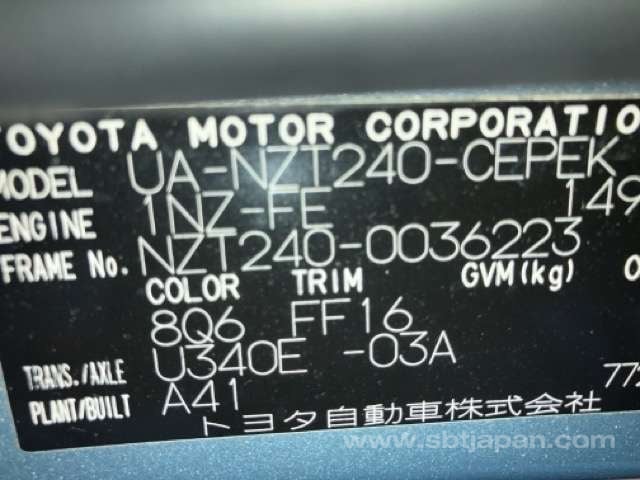 TOYOTA MOTOR CORPORATIO
MODEL UA-NZT240-CEPEK
ENGINE 1NZ-FE 149
FRAME No. NZT240-0036223
COLOR TRIM GVM(kg) 0
8Q6 FF16
TRANS./AXLE U340E -03A
PLANT/BUILT A41 77
トヨタ自動車株式会社
www.sbtjapan.com